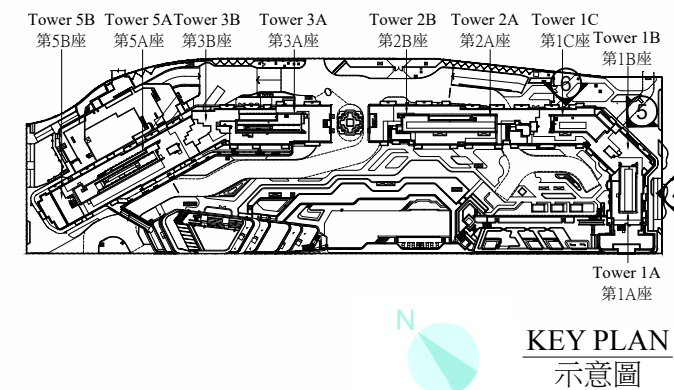 Tower 5B Tower 5A Tower 3B Tower 3A Tower 2B Tower 2A Tower 1C Tower 1B
第5B座 第5A座 第3B座 第3A座 第2B座 第2A座 第1C座 第1B座
6
5
Tower 1A
第1A座
N
KEY PLAN
示意圖